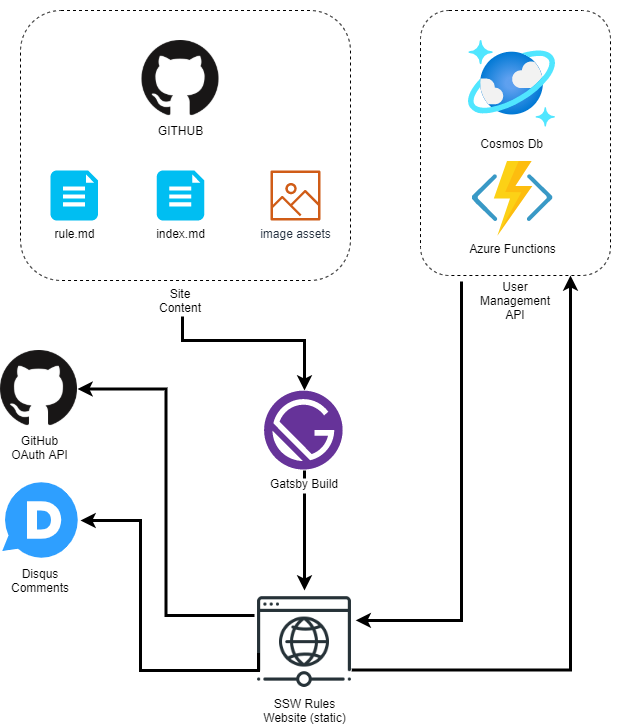 GITHUB
rule.md
index.md
image assets
Site
Content
Cosmos Db
Azure Functions
User
Management
API
GitHub
OAuth API
Gatsby Build
D
Disqus
Comments
SSW Rules
Website (static)